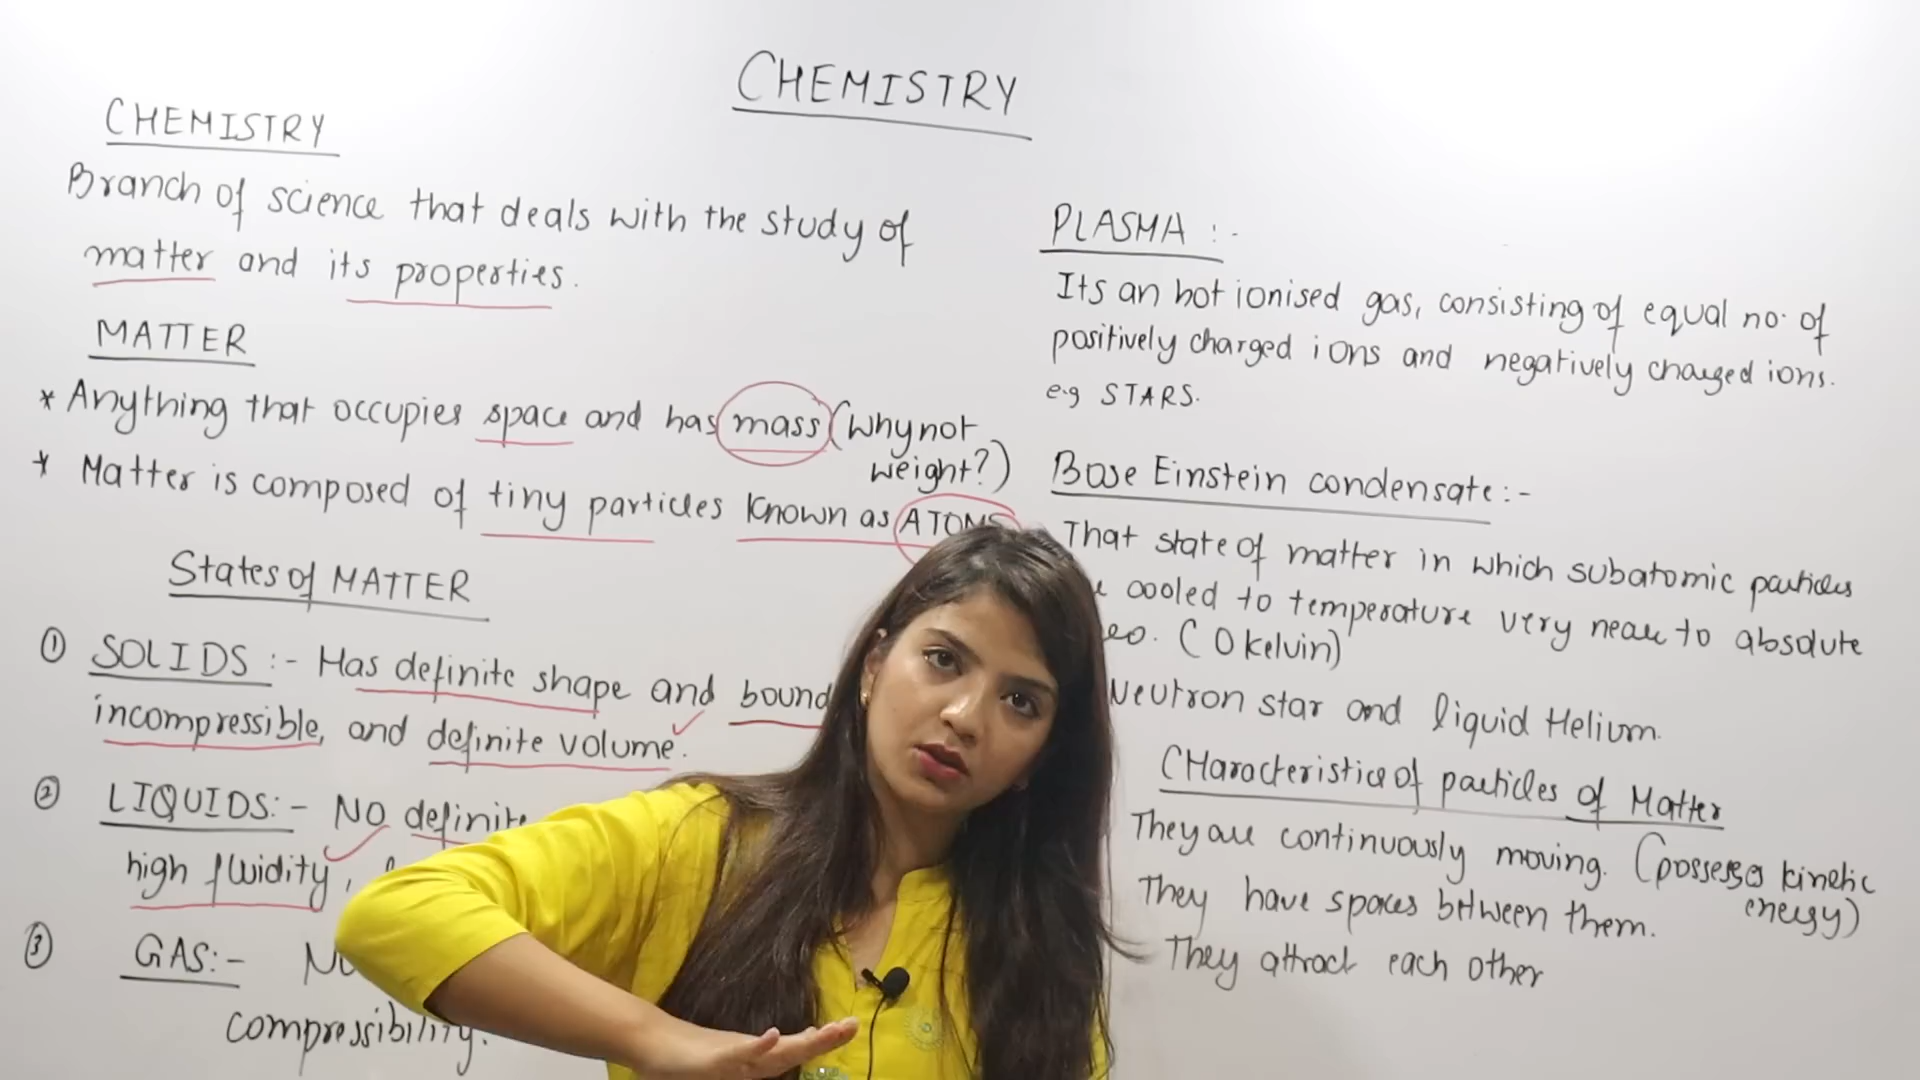 CHEMISTRY
CHEMISTRY
Branch of science that deals with the study of
matter and its properties.
MATTER
* Anything that occupies space and has mass (why not
weight?)
* Matter is composed of tiny particles known as ATOMS
States of MATTER
① SOLIDS :- Has definite shape and bound
incompressible, and definite volume.
② LIQUIDS:- NO definite
high fluidity,
③ GAS:-
compressibility.
PLASMA :-
Its an hot ionised gas, consisting of equal no. of
positively charged ions and negatively charged ions.
e.g STARS.
Bose Einstein condensate:-
That state of matter in which subatomic particles
cooled to temperature very near to absolute
(0 kelvin)
Neutron star and liquid Helium.
CHaracteristics of particles of Matter
They are continuously moving. (possesses kinetic
energy)
They have spaces between them.
They attract each other